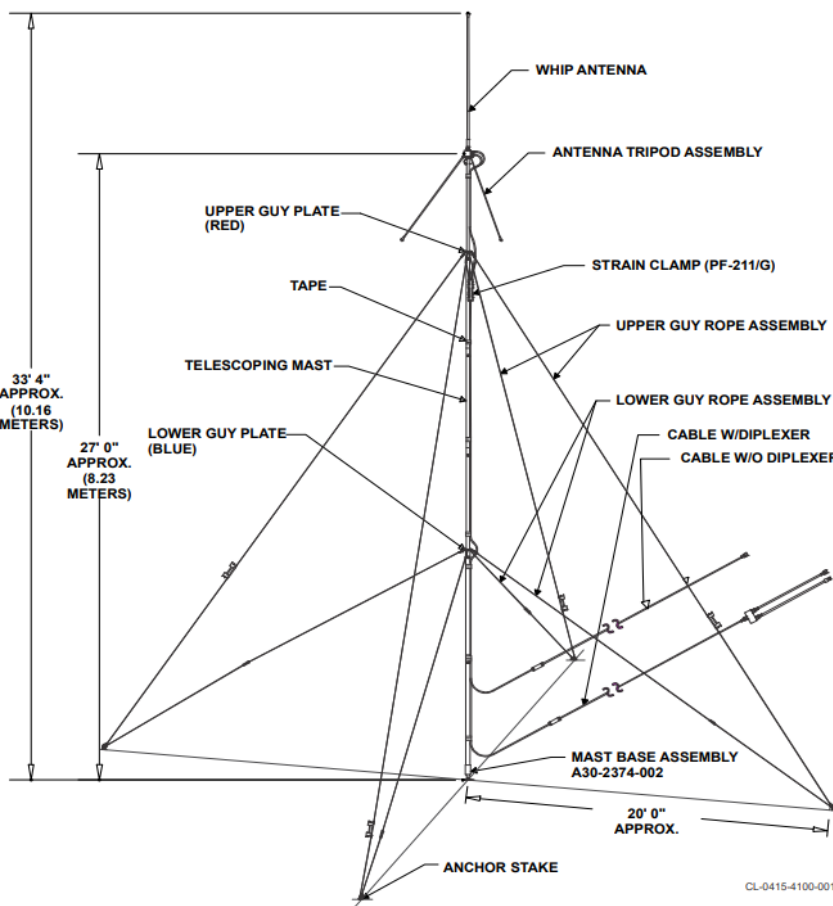 WHIP ANTENNA
ANTENNA TRIPOD ASSEMBLY
UPPER GUY PLATE
(RED)
STRAIN CLAMP (PF-211/G)
TAPE
UPPER GUY ROPE ASSEMBLY
TELESCOPING MAST
33' 4"
APPROX.
(10.16
METERS)
LOWER GUY ROPE ASSEMBLY
27' 0"
APPROX.
(8.23
METERS)
LOWER GUY PLATE
(BLUE)
CABLE W/DIPLEXER
CABLE W/O DIPLEXER
MAST BASE ASSEMBLY
A30-2374-002
20' 0"
APPROX.
ANCHOR STAKE
CL-0415-4100-001